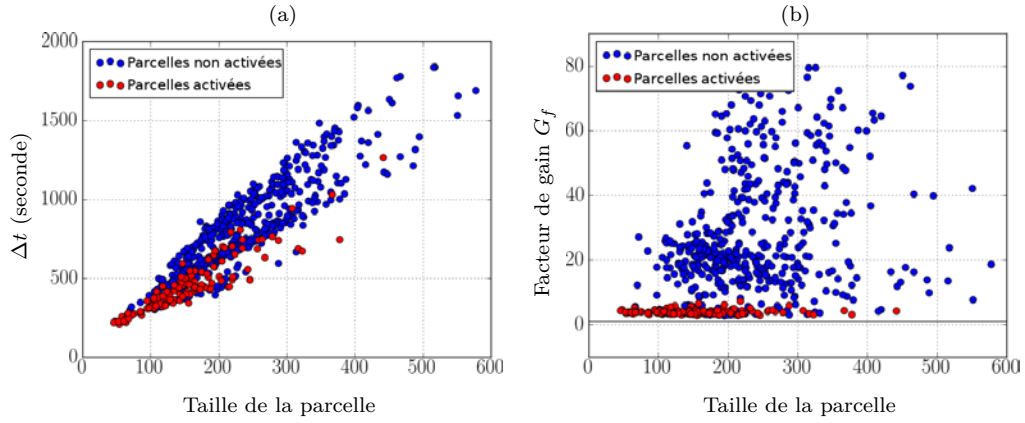 (a)
2000
1500
1000
500
0
0
100
200
300
400
500
600
Δt (seconde)
Taille de la parcelle
Parcelles non activées
Parcelles activées
(b)
80
60
40
20
0
0
100
200
300
400
500
600
Facteur de gain Gf
Taille de la parcelle
Parcelles non activées
Parcelles activées